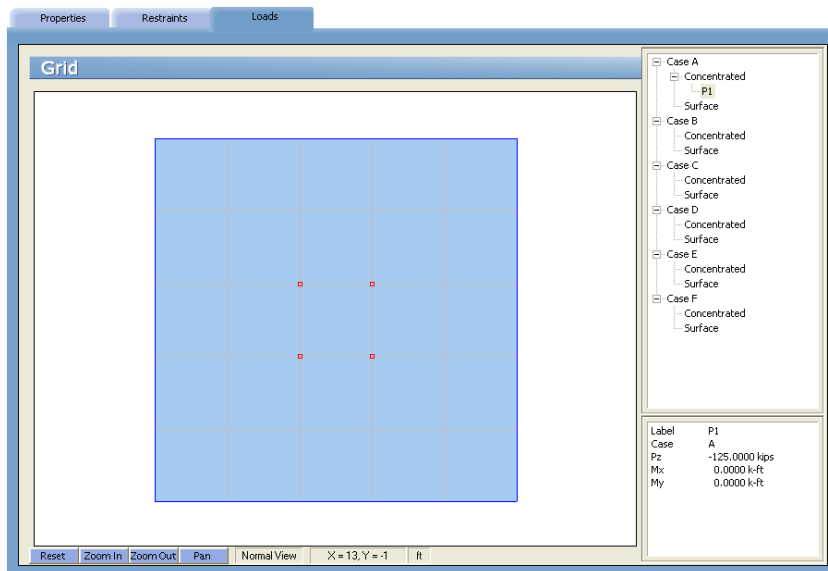 Properties Restraints Loads
Grid
Case A
Concentrated
P1
Surface
Case B
Concentrated
Surface
Case C
Concentrated
Surface
Case D
Concentrated
Surface
Case E
Concentrated
Surface
Case F
Concentrated
Surface
Label P1
Case A
Pz -125.0000 kips
Mx 0.0000 k-ft
My 0.0000 k-ft
Reset Zoom In Zoom Out Pan Normal View X = 13, Y = -1 ft